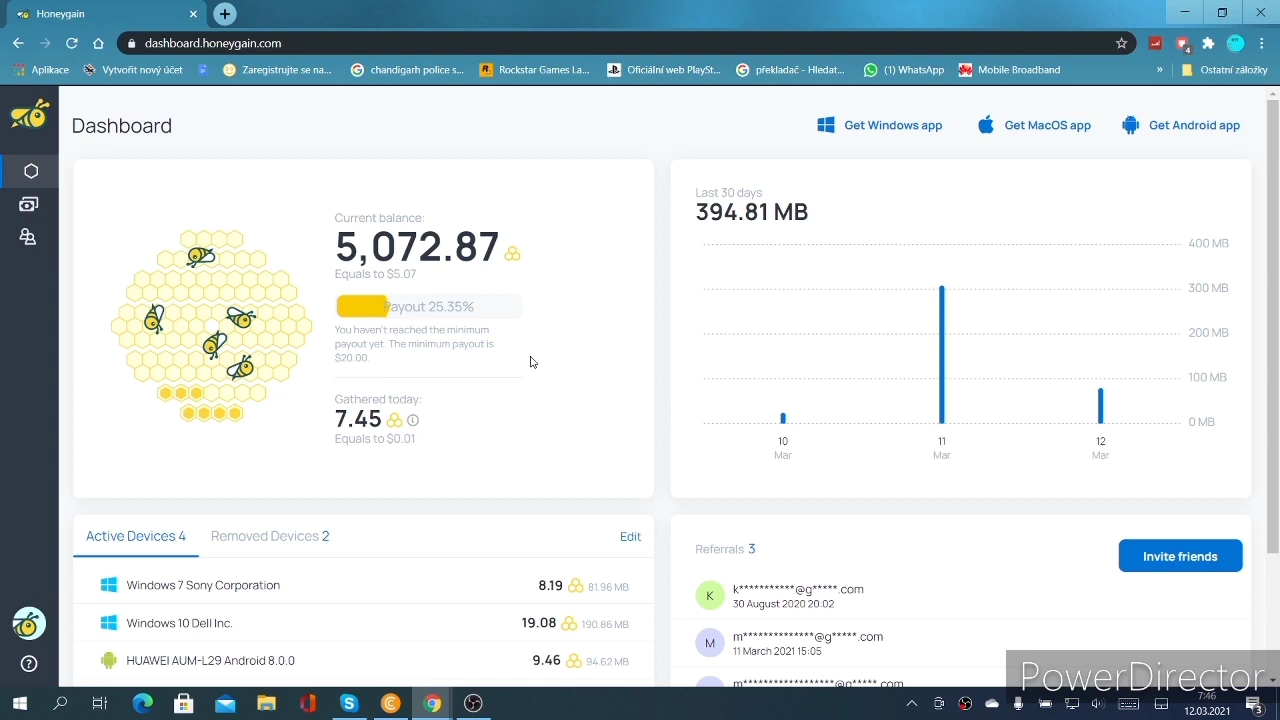 Honeygain
dashboard.honeygain.com
4
Aplikace
Vytvořit nový účet
Zaregistrujte se na...
chandigarh police s...
Rockstar Games La...
Oficiální web PlaySt...
překladač - Hledat...
(1) WhatsApp
Mobile Broadband
»
Ostatní záložky
Dashboard
Get Windows app
Get MacOS app
Get Android app
Current balance:
5,072.87
Equals to $5.07
Payout 25.35%
You haven't reached the minimum
payout yet. The minimum payout is
$20.00.
Gathered today:
7.45
Equals to $0.01
Last 30 days
394.81 MB
400 MB
300 MB
200 MB
100 MB
0 MB
10
Mar
11
Mar
12
Mar
Active Devices 4
Removed Devices 2
Edit
Windows 7 Sony Corporation
8.19
81.96 MB
Windows 10 Dell Inc.
19.08
190.86 MB
HUAWEI AUM-L29 Android 8.0.0
9.46
94.62 MB
Referrals 3
Invite friends
K
k***********@g*****.com
30 August 2020 20:02
M
m**************@g*****.com
11 March 2021 15:05
m******************@g*****.com
PowerDirector
7:46
12.03.2021
3